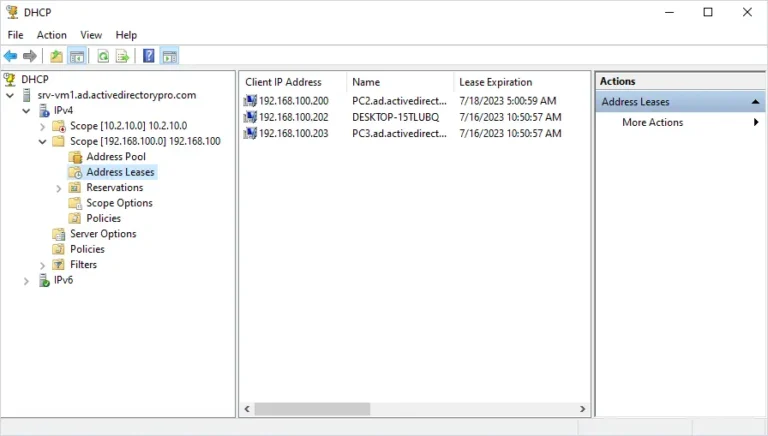 DHCP
File Action View Help
DHCP
srv-vm1.ad.activedirectorypro.com
IPv4
Scope [10.2.10.0] 10.2.10.0
Scope [192.168.100.0] 192.168.100
Address Pool
Address Leases
Reservations
Scope Options
Policies
Server Options
Policies
Filters
IPv6
Client IP Address Name Lease Expiration
192.168.100.200 PC2.ad.activedirect... 7/18/2023 5:00:59 AM
192.168.100.202 DESKTOP-15TLUBQ 7/16/2023 10:50:57 AM
192.168.100.203 PC3.ad.activedirect... 7/16/2023 10:50:57 AM
Actions
Address Leases
More Actions